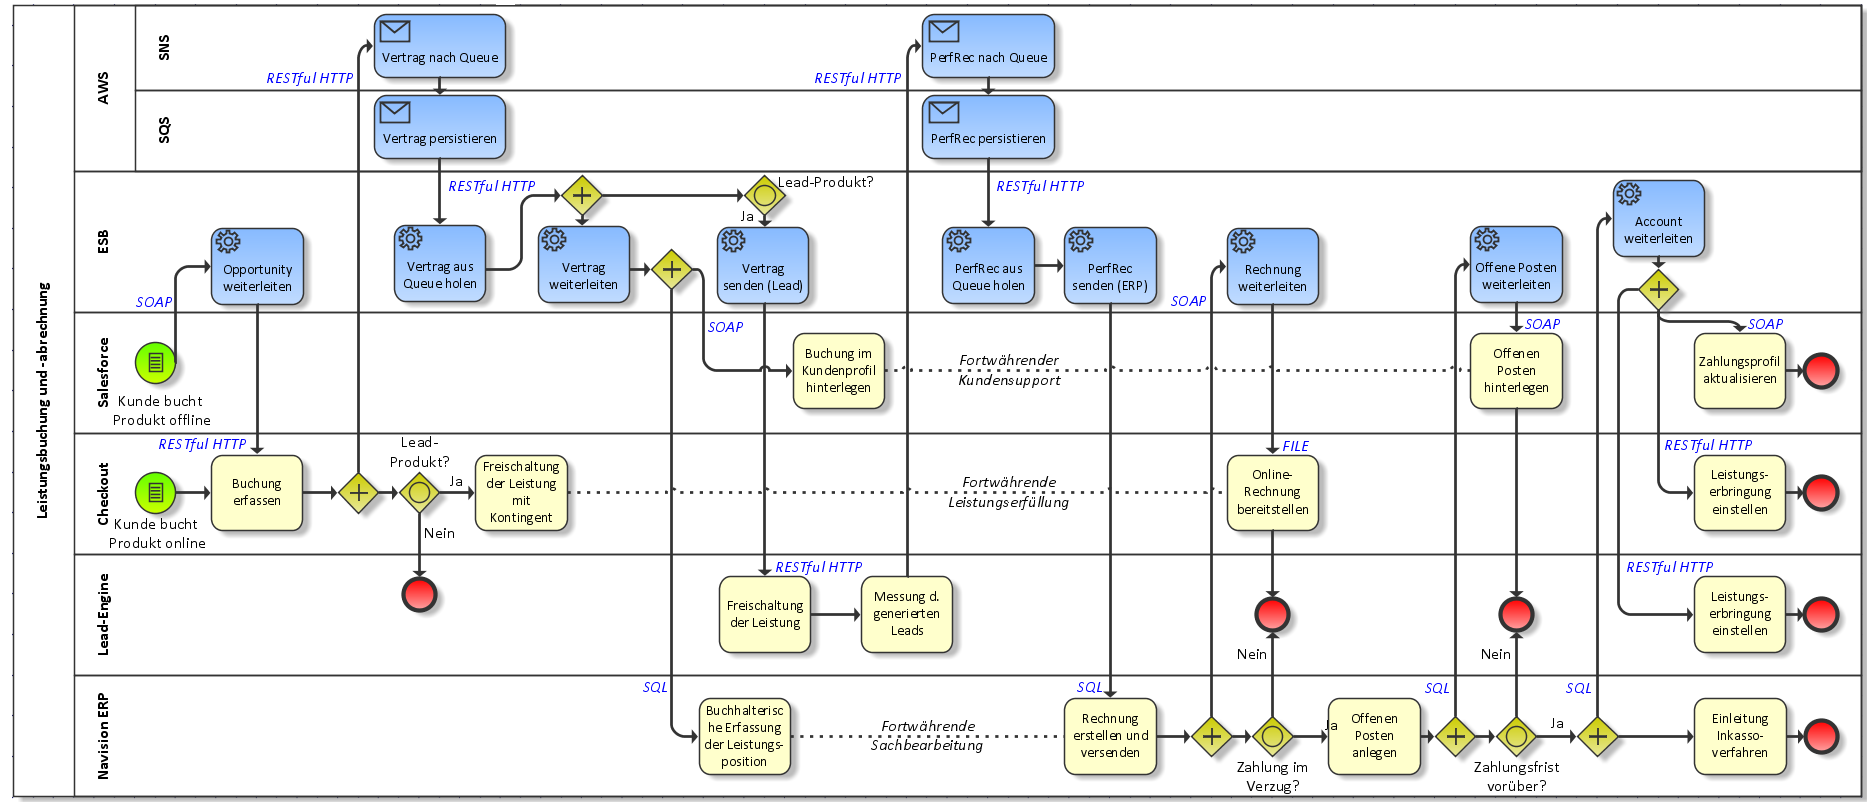 Leistungsbuchung und -abrechnung
AWS
SNS
Vertrag nach Queue
RESTful HTTP
PerfRec nach Queue
RESTful HTTP
SQS
Vertrag persistieren
PerfRec persistieren
ESB
RESTful HTTP
Lead-Produkt?
Ja
RESTful HTTP
Opportunity
weiterleiten
SOAP
Vertrag aus
Queue holen
Vertrag
weiterleiten
Vertrag
senden (Lead)
PerfRec aus
Queue holen
PerfRec
senden (ERP)
Rechnung
weiterleiten
SOAP
Offene Posten
weiterleiten
Account
weiterleiten
Salesforce
Kunde bucht
Produkt offline
SOAP
Buchung im
Kundenprofil
hinterlegen
Fortwährender
Kundensupport
SOAP
Offenen
Posten
hinterlegen
SOAP
Zahlungsprofil
aktualisieren
Checkout
Kunde bucht
Produkt online
RESTful HTTP
Buchung
erfassen
Lead-
Produkt?
Ja
Nein
Freischaltung
der Leistung
mit
Kontingent
Fortwährende
Leistungserfüllung
FILE
Online-
Rechnung
bereitstellen
RESTful HTTP
Leistungs-
erbringung
einstellen
Lead-Engine
RESTful HTTP
Freischaltung
der Leistung
Messung d.
generierten
Leads
Nein
Nein
RESTful HTTP
Leistungs-
erbringung
einstellen
Navision ERP
SQL
Buchhalterisc
he Erfassung
der Leistungs-
position
Fortwährende
Sachbearbeitung
SQL
Rechnung
erstellen und
versenden
Zahlung im
Verzug?
Ja
Offenen
Posten
anlegen
SQL
Zahlungsfrist
vorüber?
Ja
SQL
Einleitung
Inkasso-
verfahren